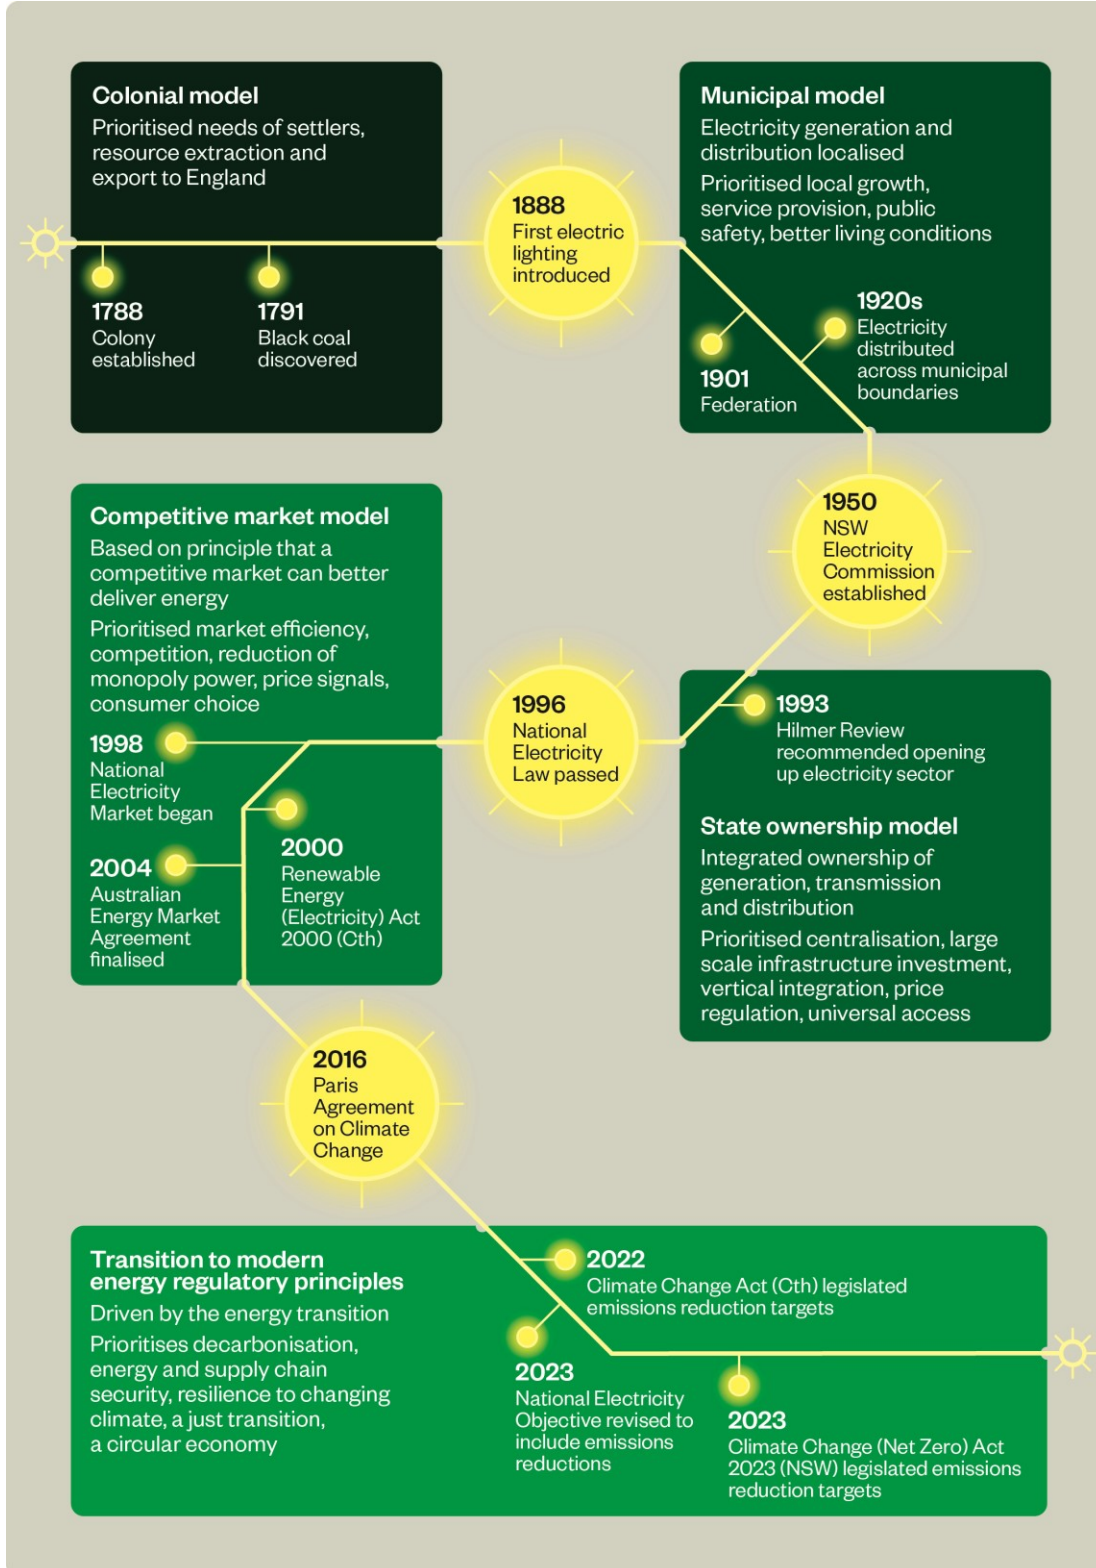 Colonial model
Prioritised needs of settlers,
resource extraction and
export to England
1788
Colony
established
1791
Black coal
discovered
1888
First electric
lighting
introduced
Municipal model
Electricity generation and
distribution localised
Prioritised local growth,
service provision, public
safety, better living conditions
1901
Federation
1920s
Electricity
distributed
across municipal
boundaries
1950
NSW
Electricity
Commission
established
1993
Hilmer Review
recommended opening
up electricity sector
State ownership model
Integrated ownership of
generation, transmission
and distribution
Prioritised centralisation, large
scale infrastructure investment,
vertical integration, price
regulation, universal access
1996
National
Electricity
Law passed
Competitive market model
Based on principle that a
competitive market can better
deliver energy
Prioritised market efficiency,
competition, reduction of
monopoly power, price signals,
consumer choice
1998
National
Electricity
Market began
2000
Renewable
Energy
(Electricity) Act
2000 (Cth)
2004
Australian
Energy Market
Agreement
finalised
2016
Paris
Agreement
on Climate
Change
Transition to modern
energy regulatory principles
Driven by the energy transition
Prioritises decarbonisation,
energy and supply chain
security, resilience to changing
climate, a just transition,
a circular economy
2022
Climate Change Act (Cth) legislated
emissions reduction targets
2023
National Electricity
Objective revised to
include emissions
reductions
2023
Climate Change (Net Zero) Act
2023 (NSW) legislated emissions
reduction targets